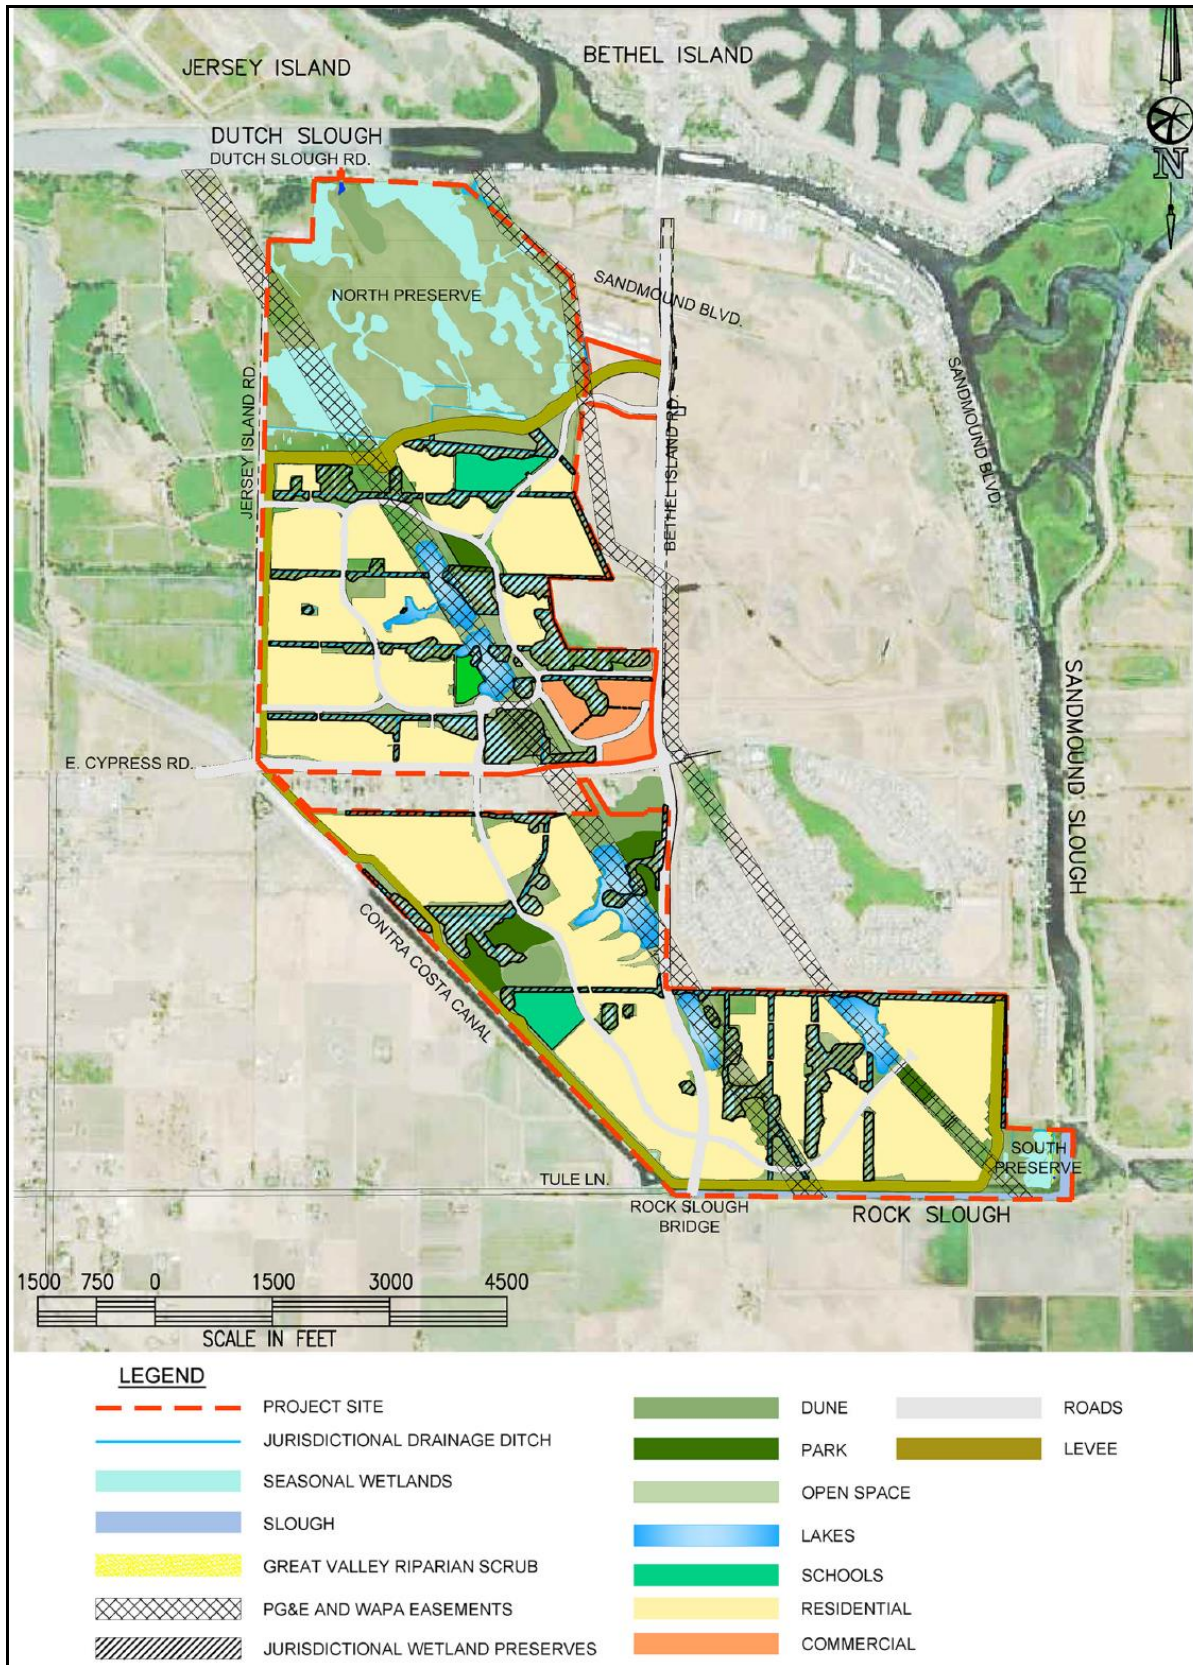 JERSEY ISLAND
BETHEL ISLAND
DUTCH SLOUGH
DUTCH SLOUGH RD.
N
NORTH PRESERVE
SANDMOUND BLVD.
JERSEY ISLAND RD.
BETHEL ISLAND RD.
SANDMOUND BLVD.
SANDMOUND SLOUGH
E. CYPRESS RD.
CONTRA COSTA CANAL
SOUTH
PRESERVE
TULE LN.
ROCK SLOUGH
BRIDGE
ROCK SLOUGH
1500 750 0 1500 3000 4500
SCALE IN FEET
LEGEND
PROJECT SITE
JURISDICTIONAL DRAINAGE DITCH
SEASONAL WETLANDS
SLOUGH
GREAT VALLEY RIPARIAN SCRUB
PG&E AND WAPA EASEMENTS
JURISDICTIONAL WETLAND PRESERVES
DUNE
PARK
OPEN SPACE
LAKES
SCHOOLS
RESIDENTIAL
COMMERCIAL
ROADS
LEVEE